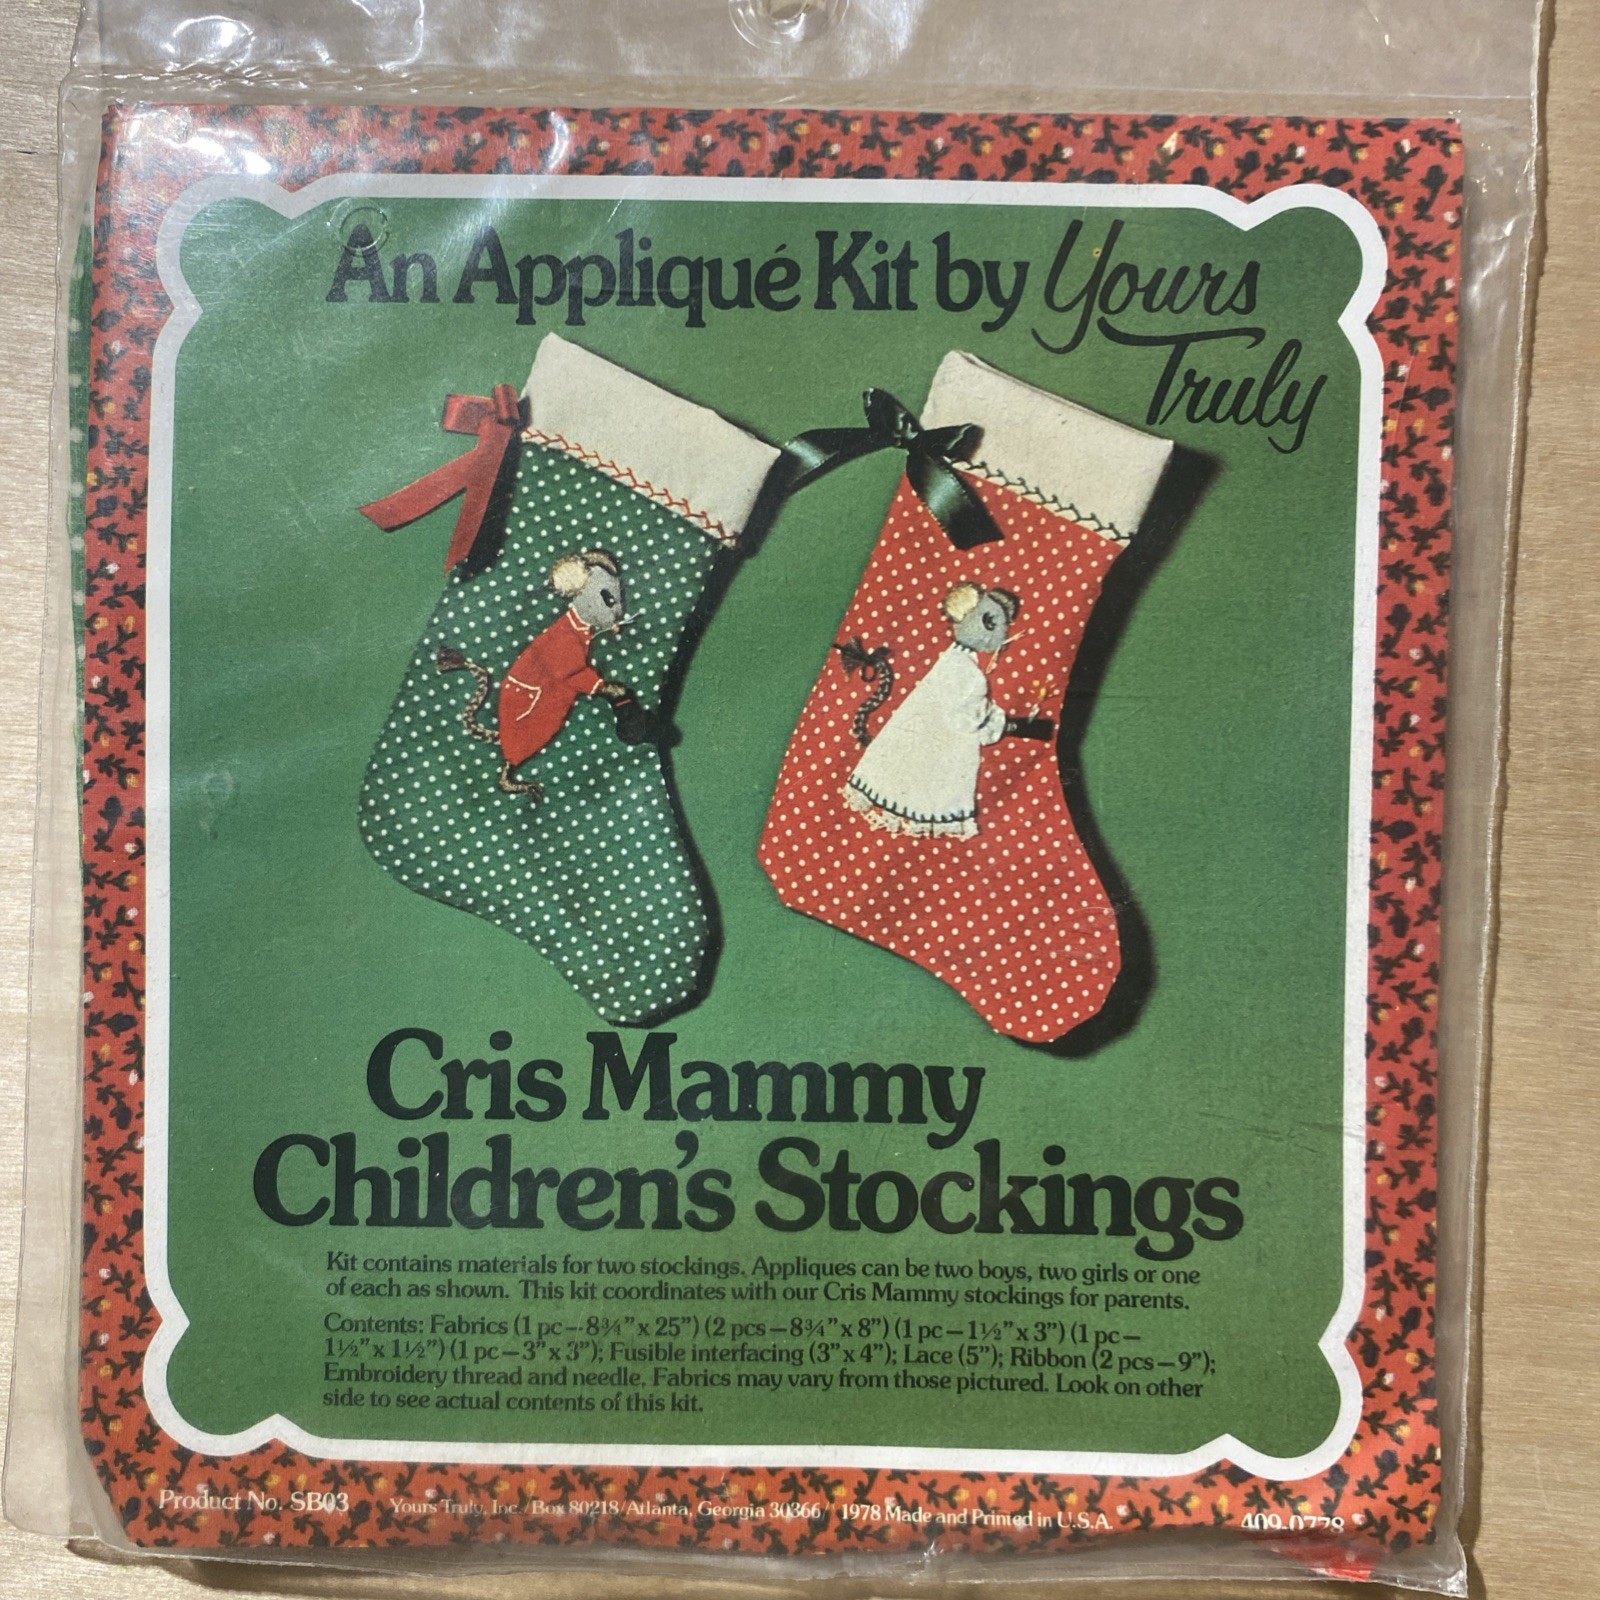 An Appliqué Kit by Yours
Truly
Cris Mammy
Children's Stockings
Kit contains materials for two stockings. Appliques can be two boys, two girls or one
of each as shown. This kit coordinates with our Cris Mammy stockings for parents.
Contents: Fabrics (1 pc—8¾" x 25") (2 pcs—8¾" x 8") (1 pc—1½" x 3") (1 pc—
1½" x 1½") (1 pc—3" x 3"); Fusible interfacing (3" x 4"); Lace (5"); Ribbon (2 pcs—9");
Embroidery thread and needle. Fabrics may vary from those pictured. Look on other
side to see actual contents of this kit.
Product No. SB03 Yours Truly, Inc./Box 80218/Atlanta, Georgia 30366/ 1978 Made and Printed in U.S.A. 409-0778